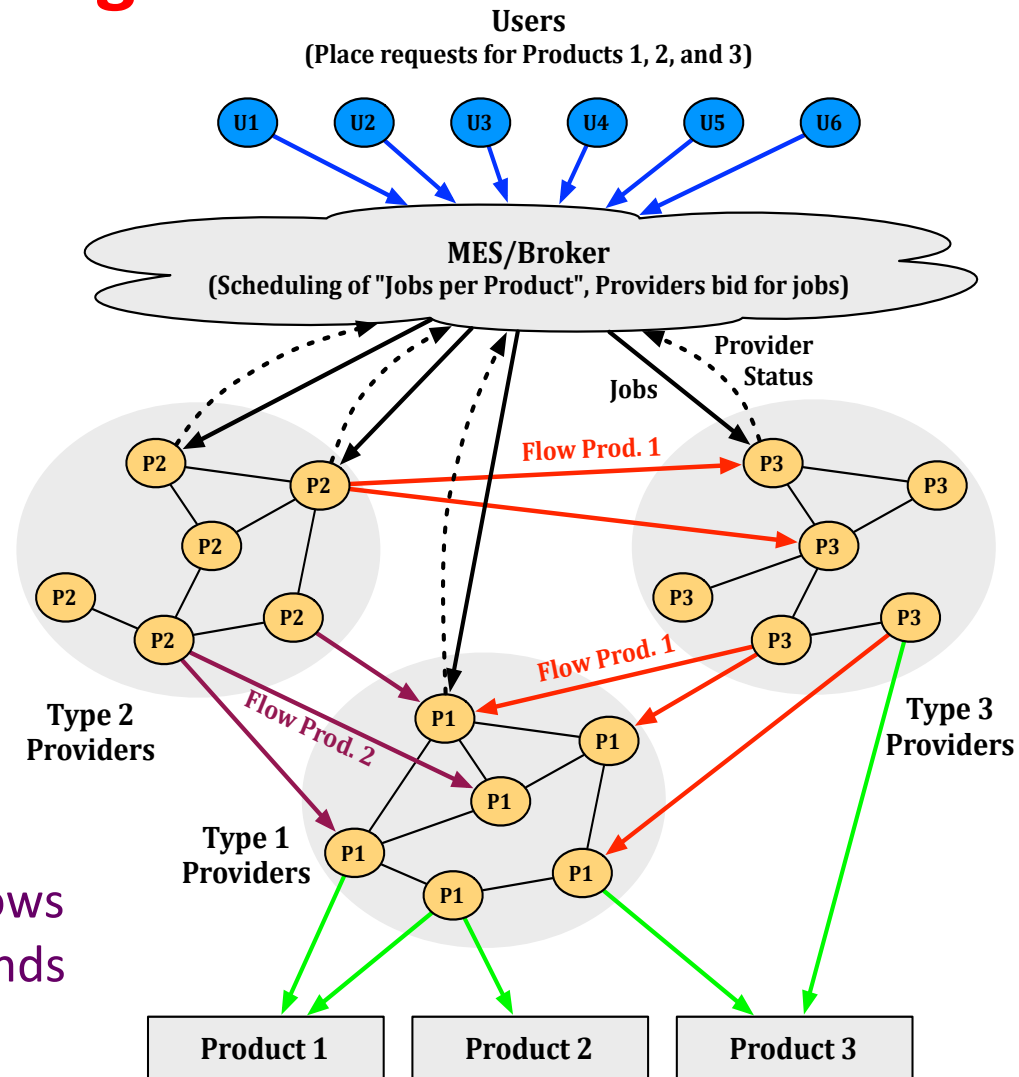 Users
(Place requests for Products 1, 2, and 3)
U1
U2
U3
U4
U5
U6
MES/Broker
(Scheduling of "Jobs per Product", Providers bid for jobs)
Provider
Status
Jobs
P2
P2
P2
P2
P2
P2
Flow Prod. 1
P3
P3
P3
P3
P3
P3
Flow Prod. 1
Type 2
Providers
Flow Prod. 2
Type 3
Providers
P1
P1
P1
P1
P1
P1
Type 1
Providers
ows
nds
Product 1
Product 2
Product 3